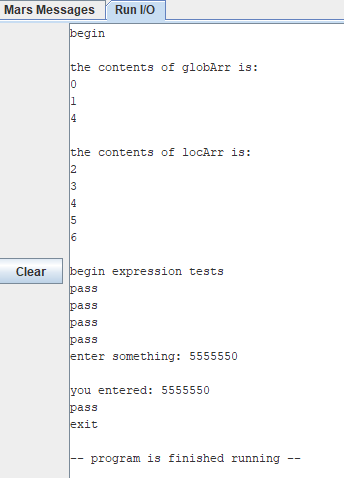 Mars Messages Run I/O
begin
the contents of globArr is:
0
1
4
the contents of locArr is:
2
3
4
5
6
Clear
begin expression tests
pass
pass
pass
pass
enter something: 5555550
you entered: 5555550
pass
exit
-- program is finished running --